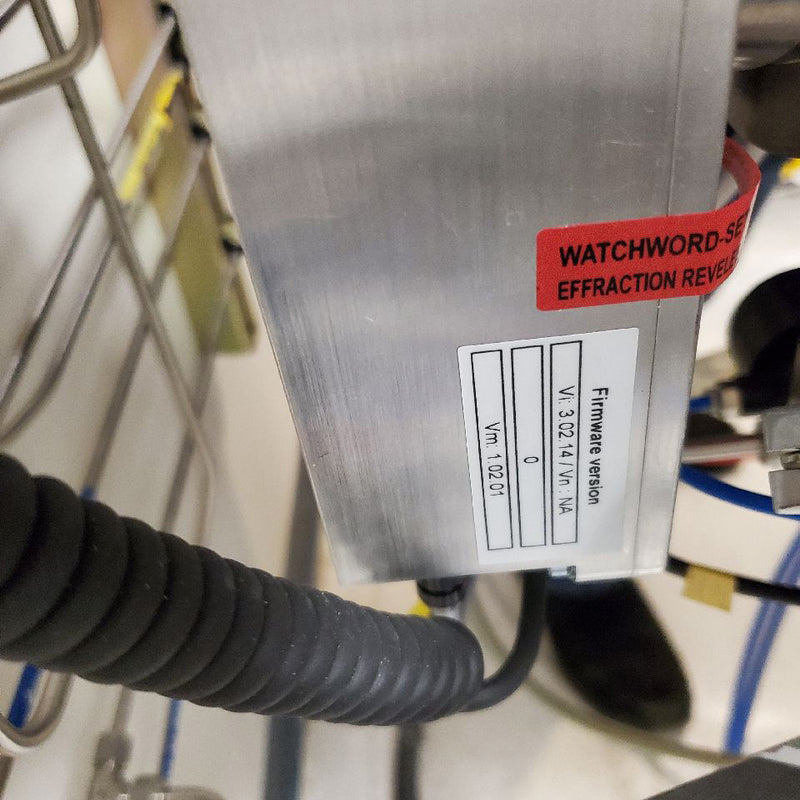 WATCHWORD-SE
EFFRACTION REVELE
Firmware version
Vi: 3.02.14 / Vn : NA
0
Vm: 1.02.01